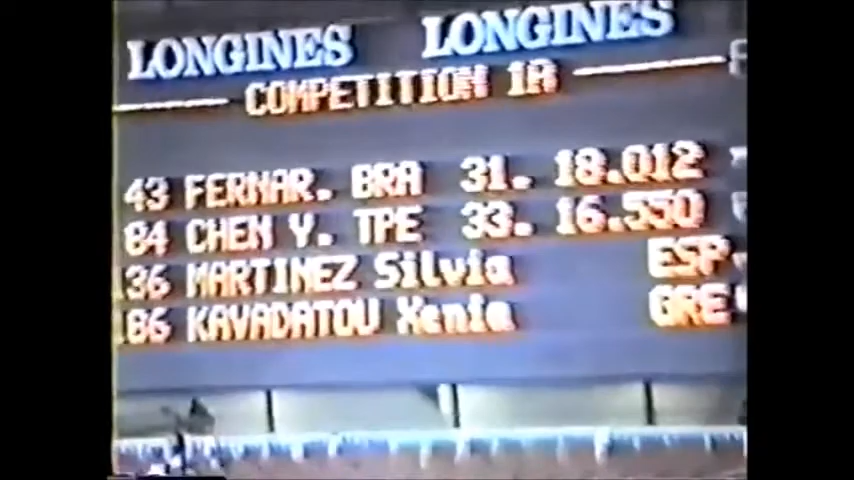 LONGINES LONGINES
COMPETITION 1A
43 FERNAR. BRA 31. 18.012
84 CHEN Y. TPE 33. 16.550
136 MARTINEZ Silvia ESP
186 KAVADATOU Xenia GRE